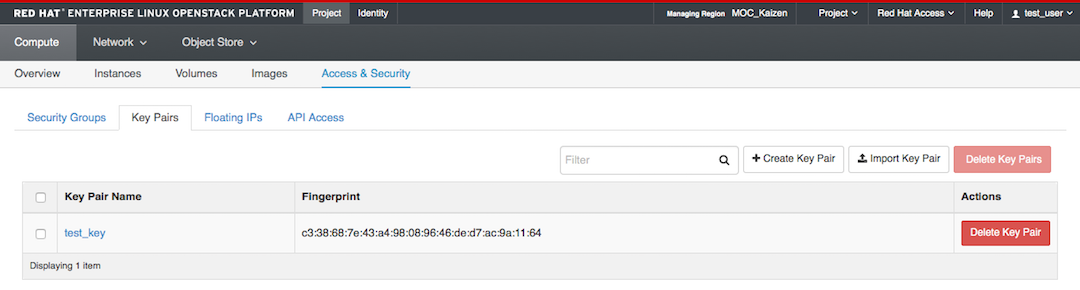 RED HAT® ENTERPRISE LINUX OPENSTACK PLATFORM Project Identity Managing Region MOC_Kaizen Project Red Hat Access Help test_user
Compute Network Object Store
Overview Instances Volumes Images Access & Security
Security Groups Key Pairs Floating IPs API Access
Filter + Create Key Pair Import Key Pair Delete Key Pairs
Key Pair Name Fingerprint Actions
test_key c3:38:68:7e:43:a4:98:08:96:46:de:d7:ac:9a:11:64 Delete Key Pair
Displaying 1 item